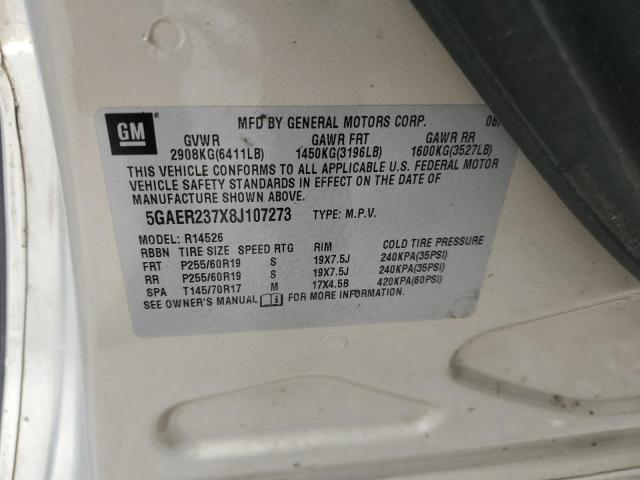 GM
®
MFD BY GENERAL MOTORS CORP. 06/
GVWR GAWR FRT GAWR RR
2908KG(6411LB) 1450KG(3196LB) 1600KG(3527LB)
THIS VEHICLE CONFORMS TO ALL APPLICABLE U.S. FEDERAL MOTOR
VEHICLE SAFETY STANDARDS IN EFFECT ON THE DATE OF
MANUFACTURE SHOWN ABOVE.
5GAER237X8J107273 TYPE: M.P.V.
MODEL: R14526
RBBN TIRE SIZE SPEED RTG RIM COLD TIRE PRESSURE
FRT P255/60R19 S 19X7.5J 240KPA(35PSI)
RR P255/60R19 S 19X7.5J 240KPA(35PSI)
SPA T145/70R17 M 17X4.5B 420KPA(60PSI)
SEE OWNER'S MANUAL FOR MORE INFORMATION.